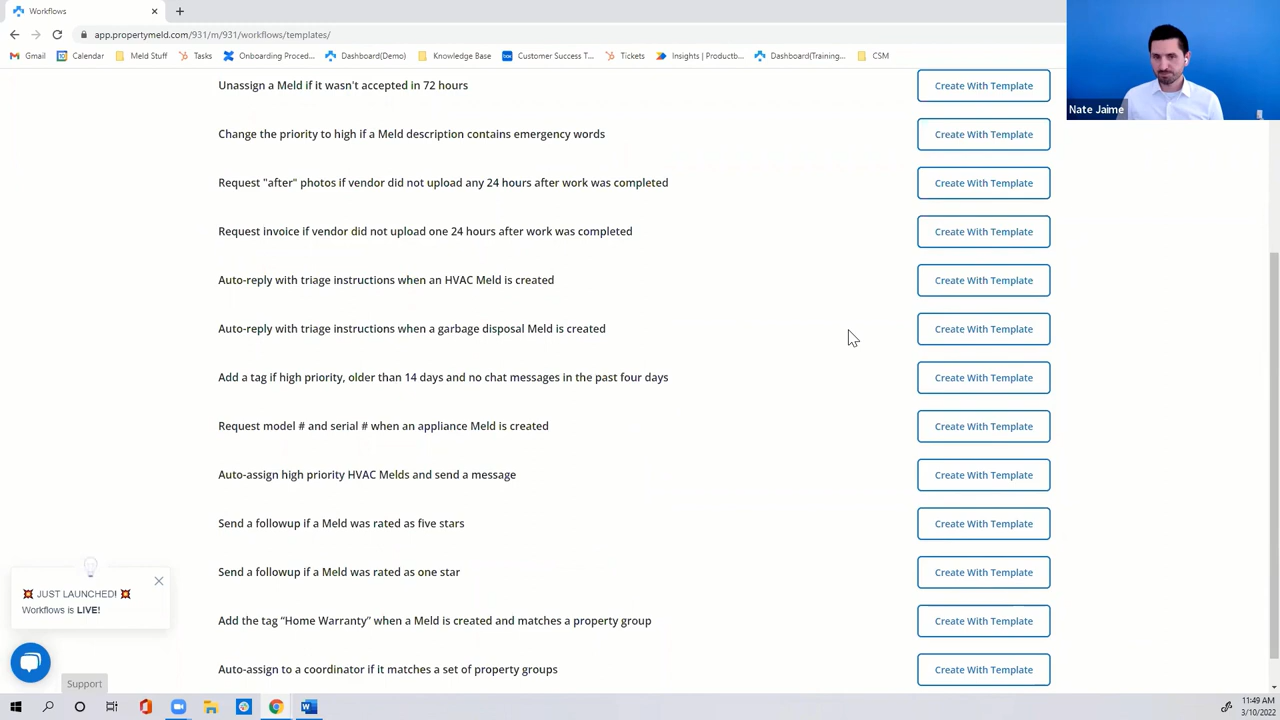 Workflows
app.propertymeld.com/931/m/931/workflows/templates/
Gmail
Calendar
Meld Stuff
Tasks
Onboarding Proced...
Dashboard(Demo)
Knowledge Base
Customer Success T...
Tickets
Insights | Productb...
Dashboard(Training...
CSM
Nate Jaime
Unassign a Meld if it wasn't accepted in 72 hours
Create With Template
Change the priority to high if a Meld description contains emergency words
Create With Template
Request "after" photos if vendor did not upload any 24 hours after work was completed
Create With Template
Request invoice if vendor did not upload one 24 hours after work was completed
Create With Template
Auto-reply with triage instructions when an HVAC Meld is created
Create With Template
Auto-reply with triage instructions when a garbage disposal Meld is created
Create With Template
Add a tag if high priority, older than 14 days and no chat messages in the past four days
Create With Template
Request model # and serial # when an appliance Meld is created
Create With Template
Auto-assign high priority HVAC Melds and send a message
Create With Template
Send a followup if a Meld was rated as five stars
Create With Template
Send a followup if a Meld was rated as one star
Create With Template
Add the tag “Home Warranty” when a Meld is created and matches a property group
Create With Template
Auto-assign to a coordinator if it matches a set of property groups
Create With Template
JUST LAUNCHED!
Workflows is LIVE!
Support
11:49 AM
3/10/2022